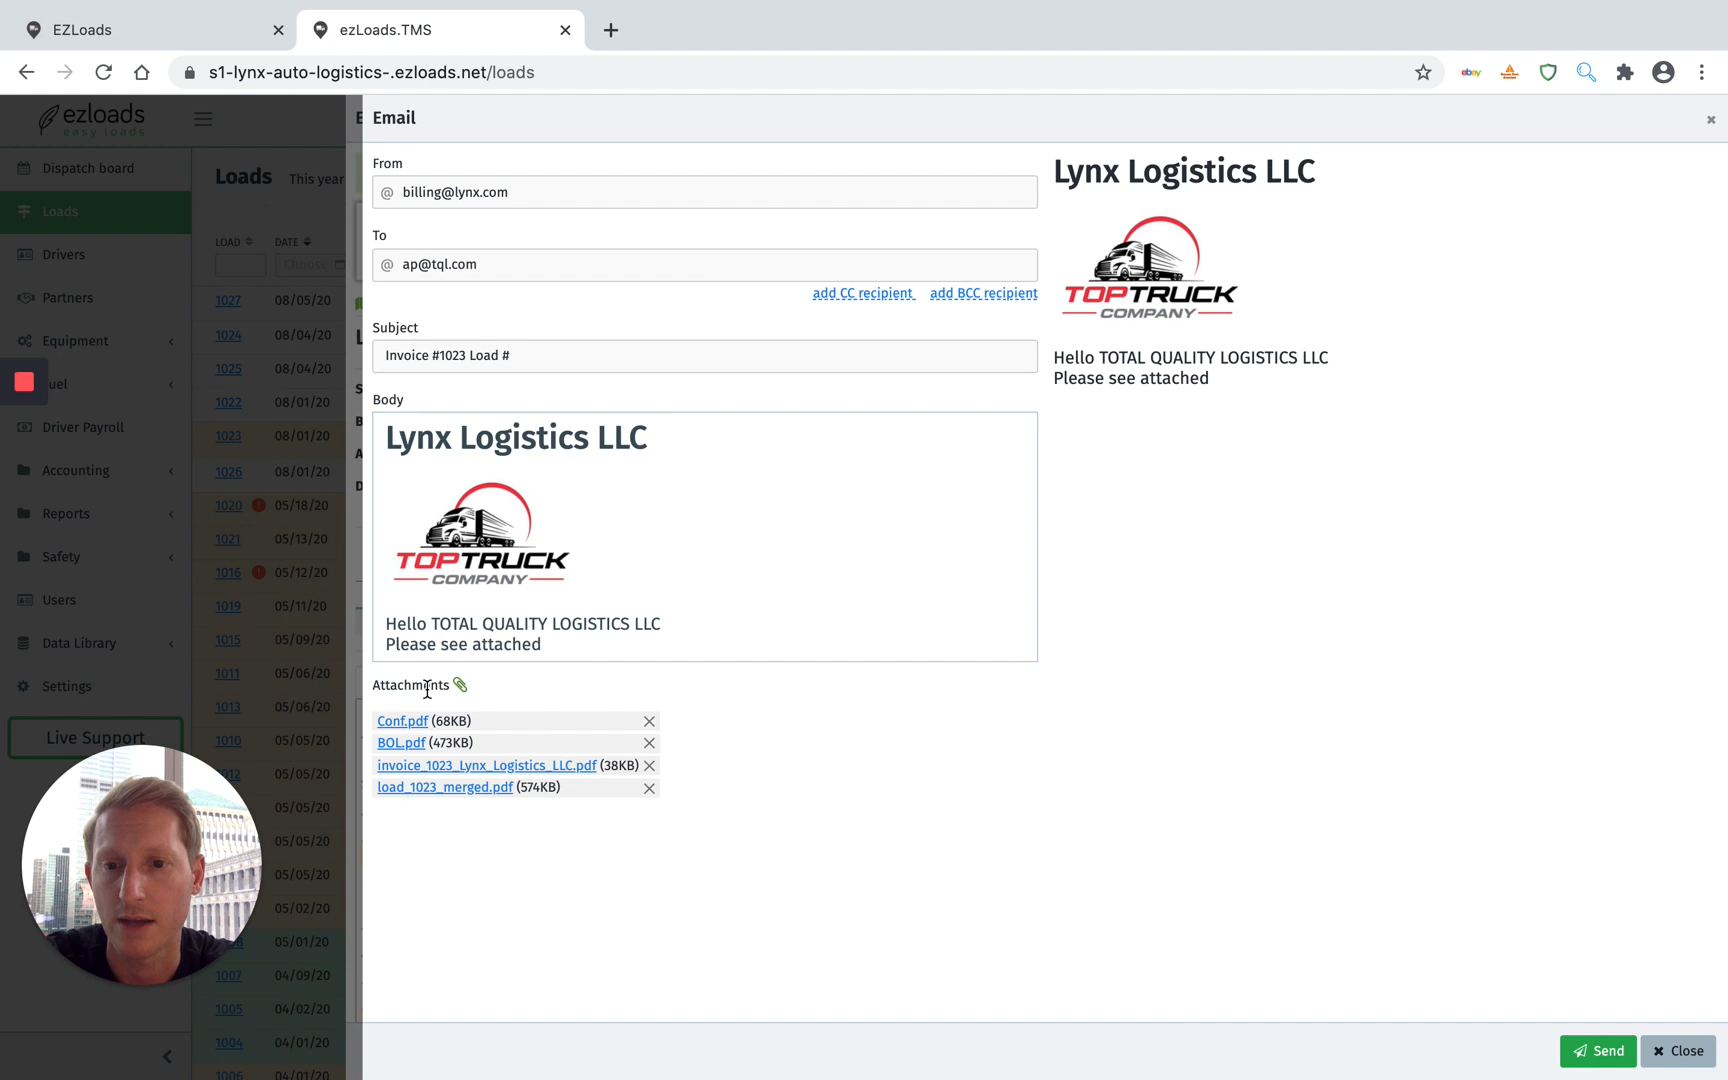 EZLoads
ezLoads.TMS
s1-lynx-auto-logistics-.ezloads.net/loads
ebay
ezloads
easy loads
Dispatch board
Loads
Drivers
Partners
Equipment
uel
Driver Payroll
Accounting
Reports
Safety
Users
Data Library
Settings
Live Support
Loads This year
LOAD DATE
Choose
1027 08/05/20
1024 08/04/20
1025 08/04/20
1022 08/01/20
1023 08/01/20
1026 08/01/20
1020 05/18/20
1021 05/13/20
1016 05/12/20
1019 05/11/20
1015 05/09/20
1011 05/06/20
1013 05/06/20
1010 05/05/20
012 05/05/20
05/05/20
05/05/20
05/05/20
05/02/20
8 05/01/20
1007 04/09/20
1005 04/02/20
1004 04/01/20
1006 04/01/20
Email
From
@ billing@lynx.com
To
@ ap@tql.com
add CC recipient add BCC recipient
Subject
Invoice #1023 Load #
Body
Lynx Logistics LLC
TOPTRUCK
COMPANY
Hello TOTAL QUALITY LOGISTICS LLC
Please see attached
Attachments
Conf.pdf (68KB)
BOL.pdf (473KB)
invoice_1023_Lynx_Logistics_LLC.pdf (38KB)
load_1023_merged.pdf (574KB)
Lynx Logistics LLC
TOPTRUCK
COMPANY
Hello TOTAL QUALITY LOGISTICS LLC
Please see attached
Send
Close